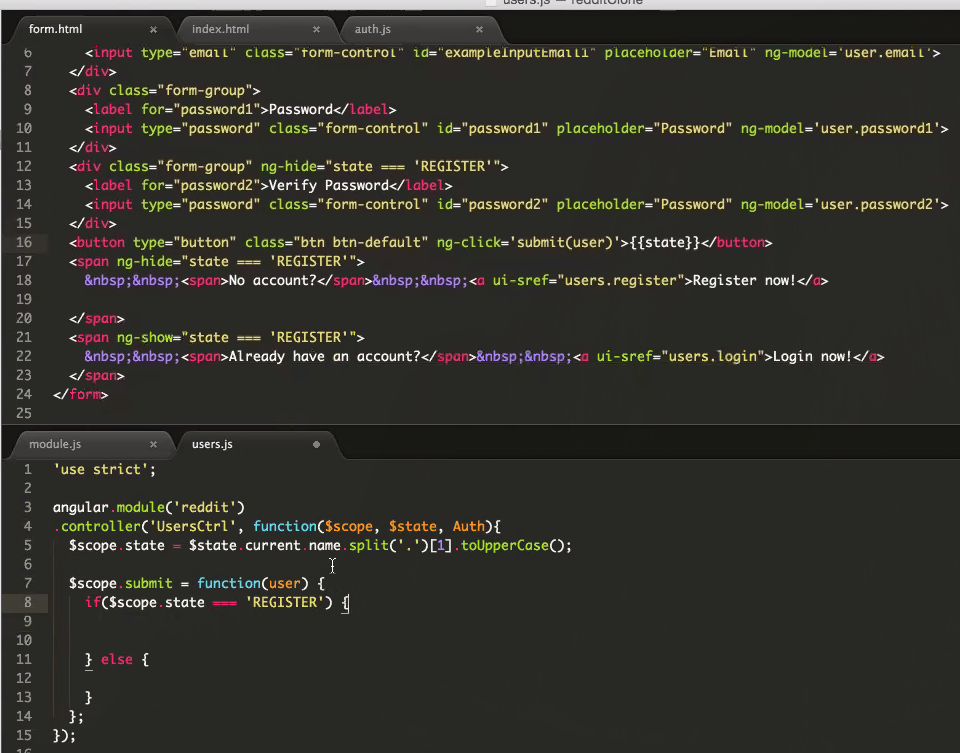 users.js — redditClone
form.html × index.html × auth.js ×
6 <input type="email" class="form-control" id="exampleInputEmail1" placeholder="Email" ng-model='user.email'>
7 </div>
8 <div class="form-group">
9 <label for="password1">Password</label>
10 <input type="password" class="form-control" id="password1" placeholder="Password" ng-model='user.password1'>
11 </div>
12 <div class="form-group" ng-hide="state === 'REGISTER'">
13 <label for="password2">Verify Password</label>
14 <input type="password" class="form-control" id="password2" placeholder="Password" ng-model='user.password2'>
15 </div>
16 <button type="button" class="btn btn-default" ng-click='submit(user)'>{{state}}</button>
17 <span ng-hide="state === 'REGISTER'">
18 &nbsp;&nbsp;<span>No account?</span>&nbsp;&nbsp;<a ui-sref="users.register">Register now!</a>
19
20 </span>
21 <span ng-show="state === 'REGISTER'">
22 &nbsp;&nbsp;<span>Already have an account?</span>&nbsp;&nbsp;<a ui-sref="users.login">Login now!</a>
23 </span>
24 </form>
25
module.js × users.js
1 'use strict';
2
3 angular.module('reddit')
4 .controller('UsersCtrl', function($scope, $state, Auth){
5 $scope.state = $state.current.name.split('.')[1].toUpperCase();
6
7 $scope.submit = function(user) {
8 if($scope.state === 'REGISTER') {
9
10
11 } else {
12
13 }
14 };
15 });
16